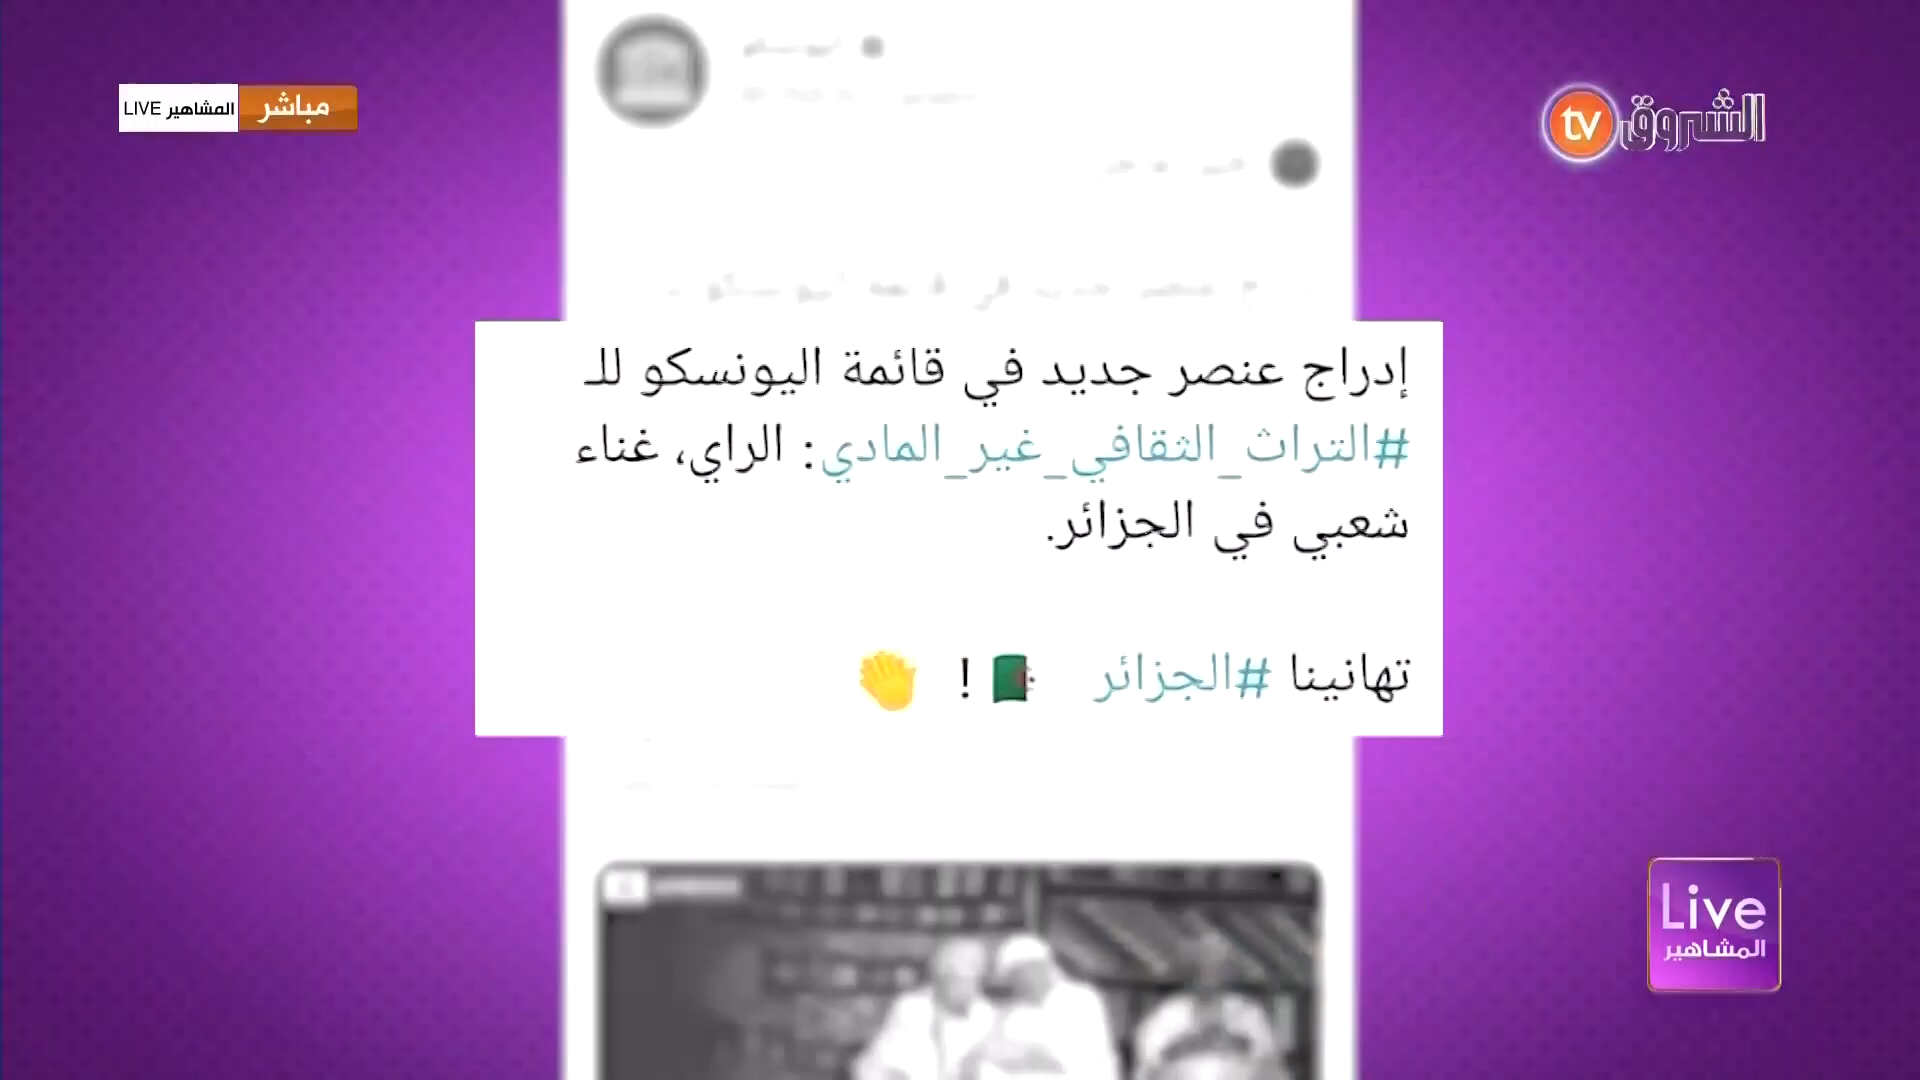 المشاهير LIVE مباشر
الشروق tv
إدراج عنصر جديد في قائمة اليونسكو للـ
#التراث_الثقافي_غير_المادي: الراي، غناء
شعبي في الجزائر.
تهانينا #الجزائر 🇩🇿! 👏
Live
المشاهير